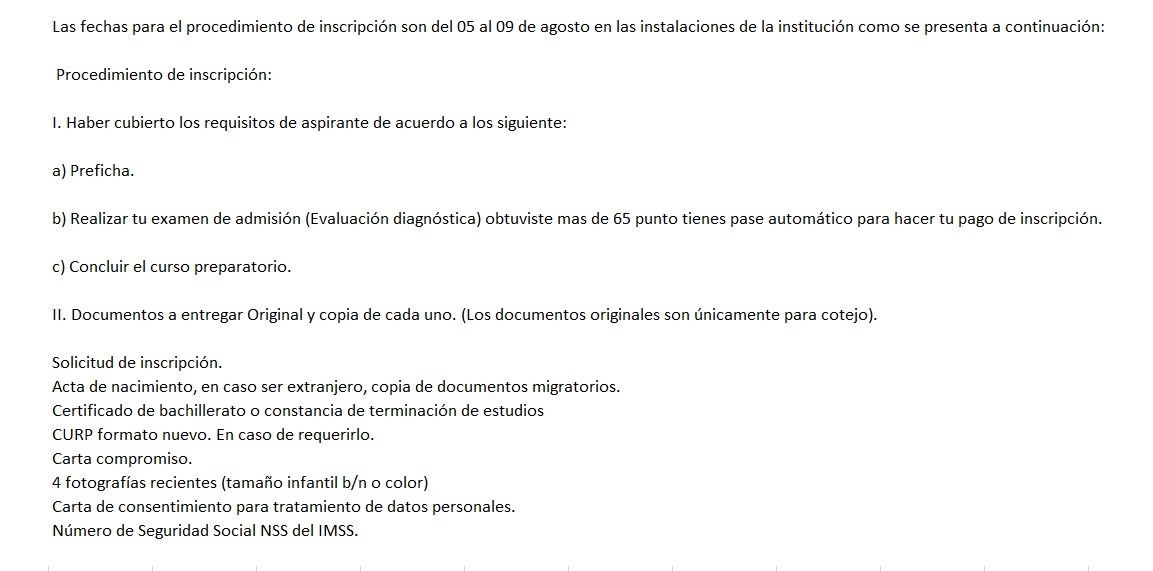 Las fechas para el procedimiento de inscripción son del 05 al 09 de agosto en las instalaciones de la institución como se presenta a continuación:
Procedimiento de inscripción:
I. Haber cubierto los requisitos de aspirante de acuerdo a los siguiente:
a) Preficha.
b) Realizar tu examen de admisión (Evaluación diagnóstica) obtuviste mas de 65 punto tienes pase automático para hacer tu pago de inscripción.
c) Concluir el curso preparatorio.
II. Documentos a entregar Original y copia de cada uno. (Los documentos originales son únicamente para cotejo).
Solicitud de inscripción.
Acta de nacimiento, en caso ser extranjero, copia de documentos migratorios.
Certificado de bachillerato o constancia de terminación de estudios
CURP formato nuevo. En caso de requerirlo.
Carta compromiso.
4 fotografías recientes (tamaño infantil b/n o color)
Carta de consentimiento para tratamiento de datos personales.
Número de Seguridad Social NSS del IMSS.